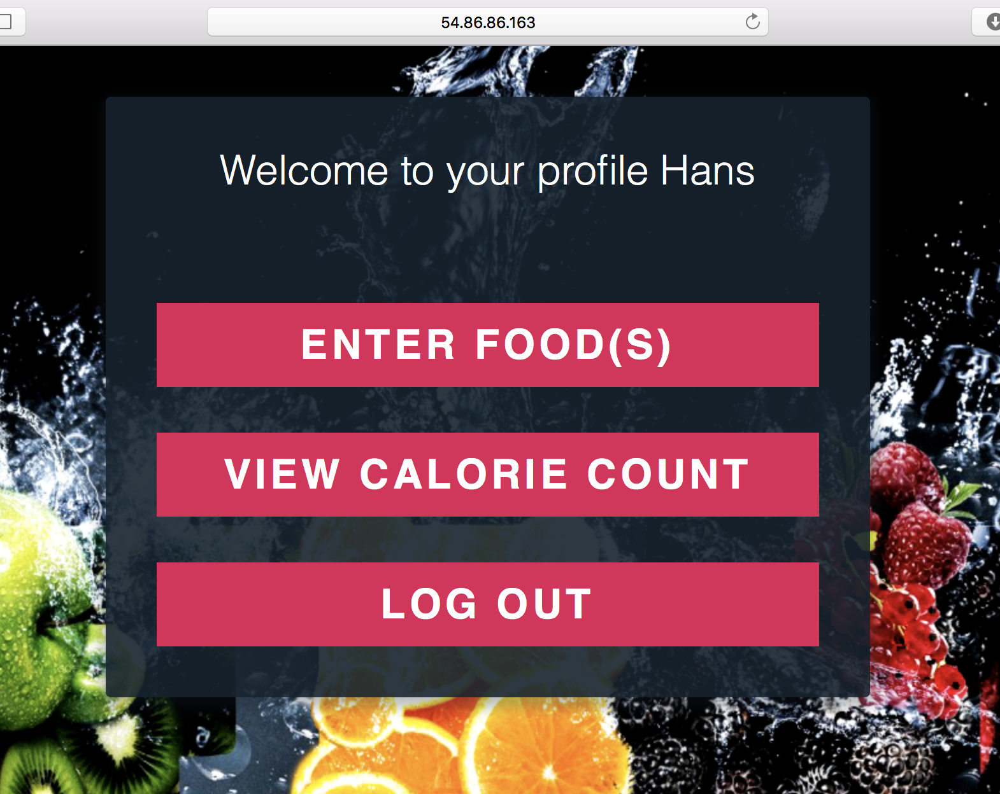 54.86.86.163
Welcome to your profile Hans
ENTER FOOD(S)
VIEW CALORIE COUNT
LOG OUT